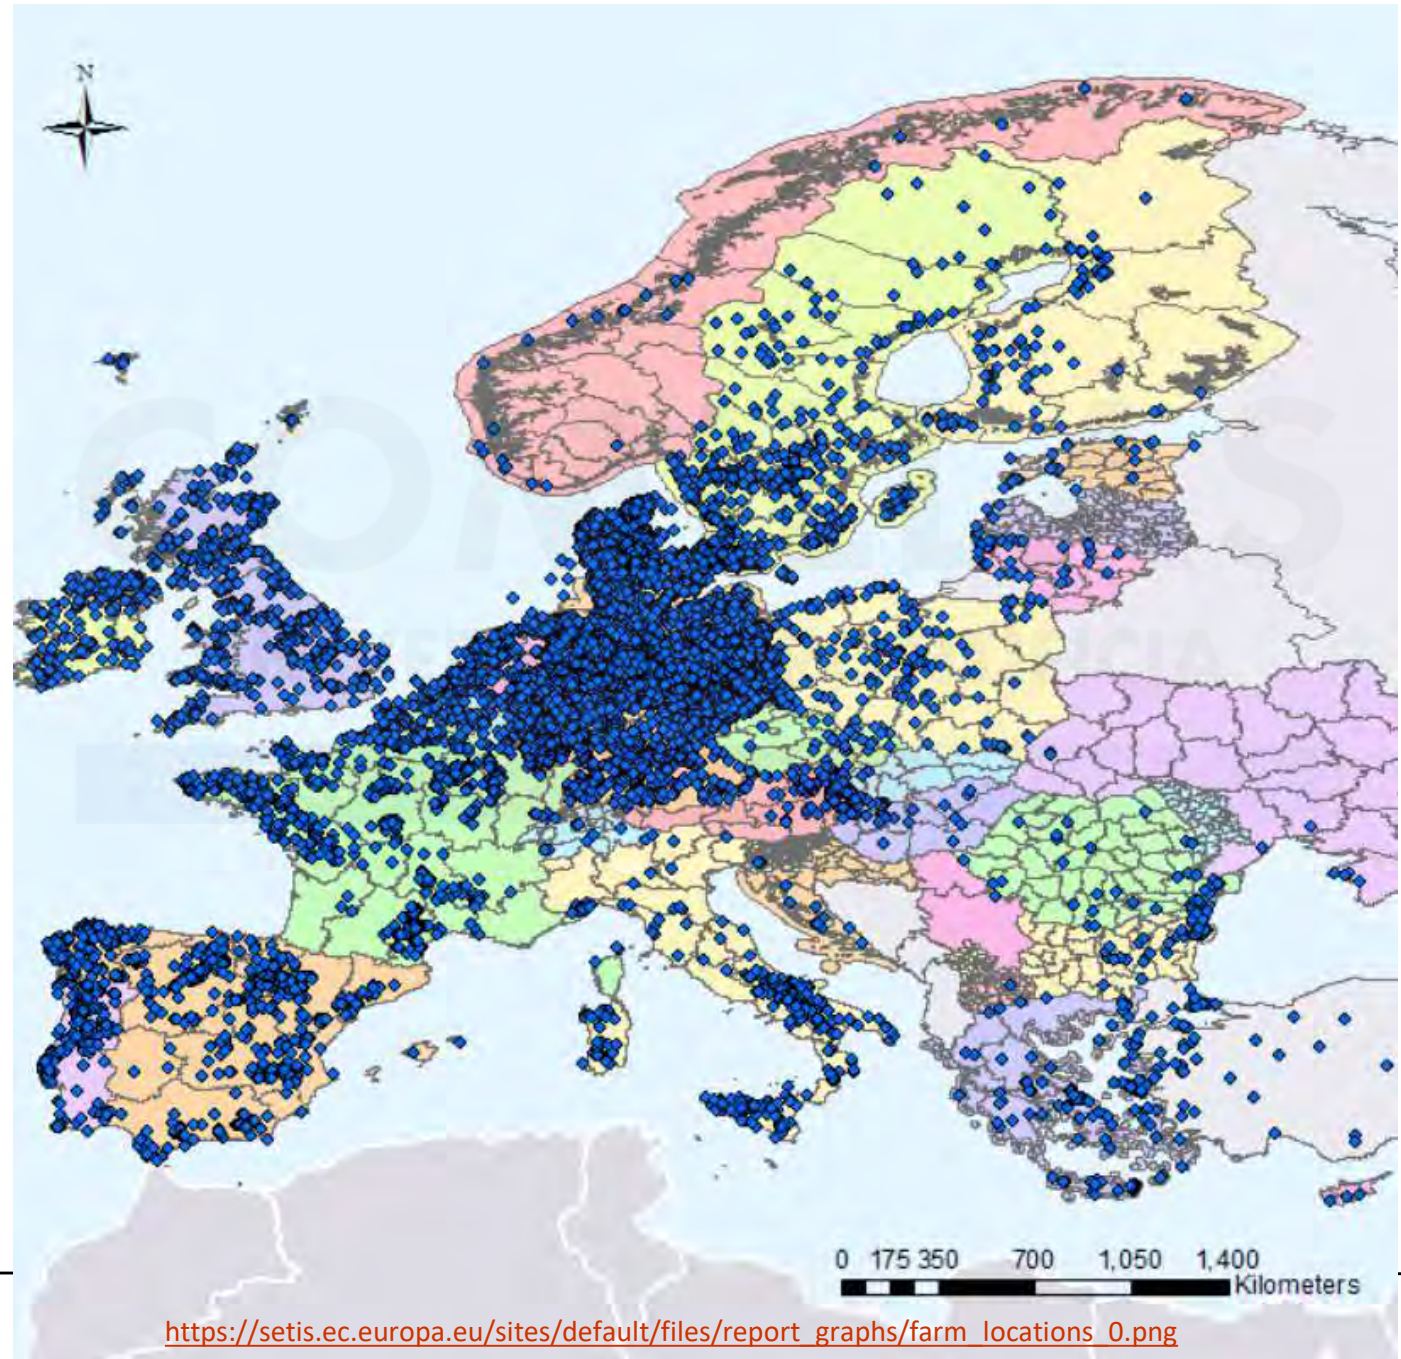 N
0 175 350 700 1,050 1,400
Kilometers
https://setis.ec.europa.eu/sites/default/files/report_graphs/farm_locations_0.png